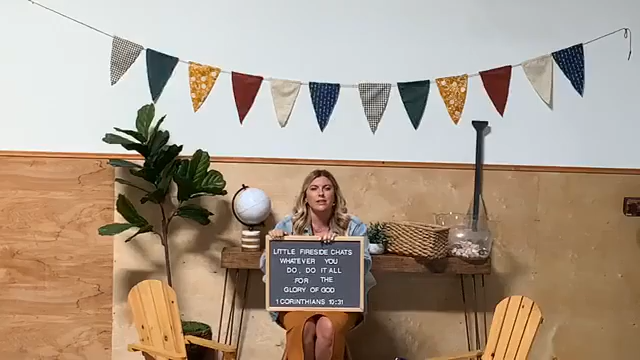 LITTLE FIRESIDE CHATS
WHATEVER YOU
DO, DO IT ALL
FOR THE
GLORY OF GOD
1 CORINTHIANS 10:31